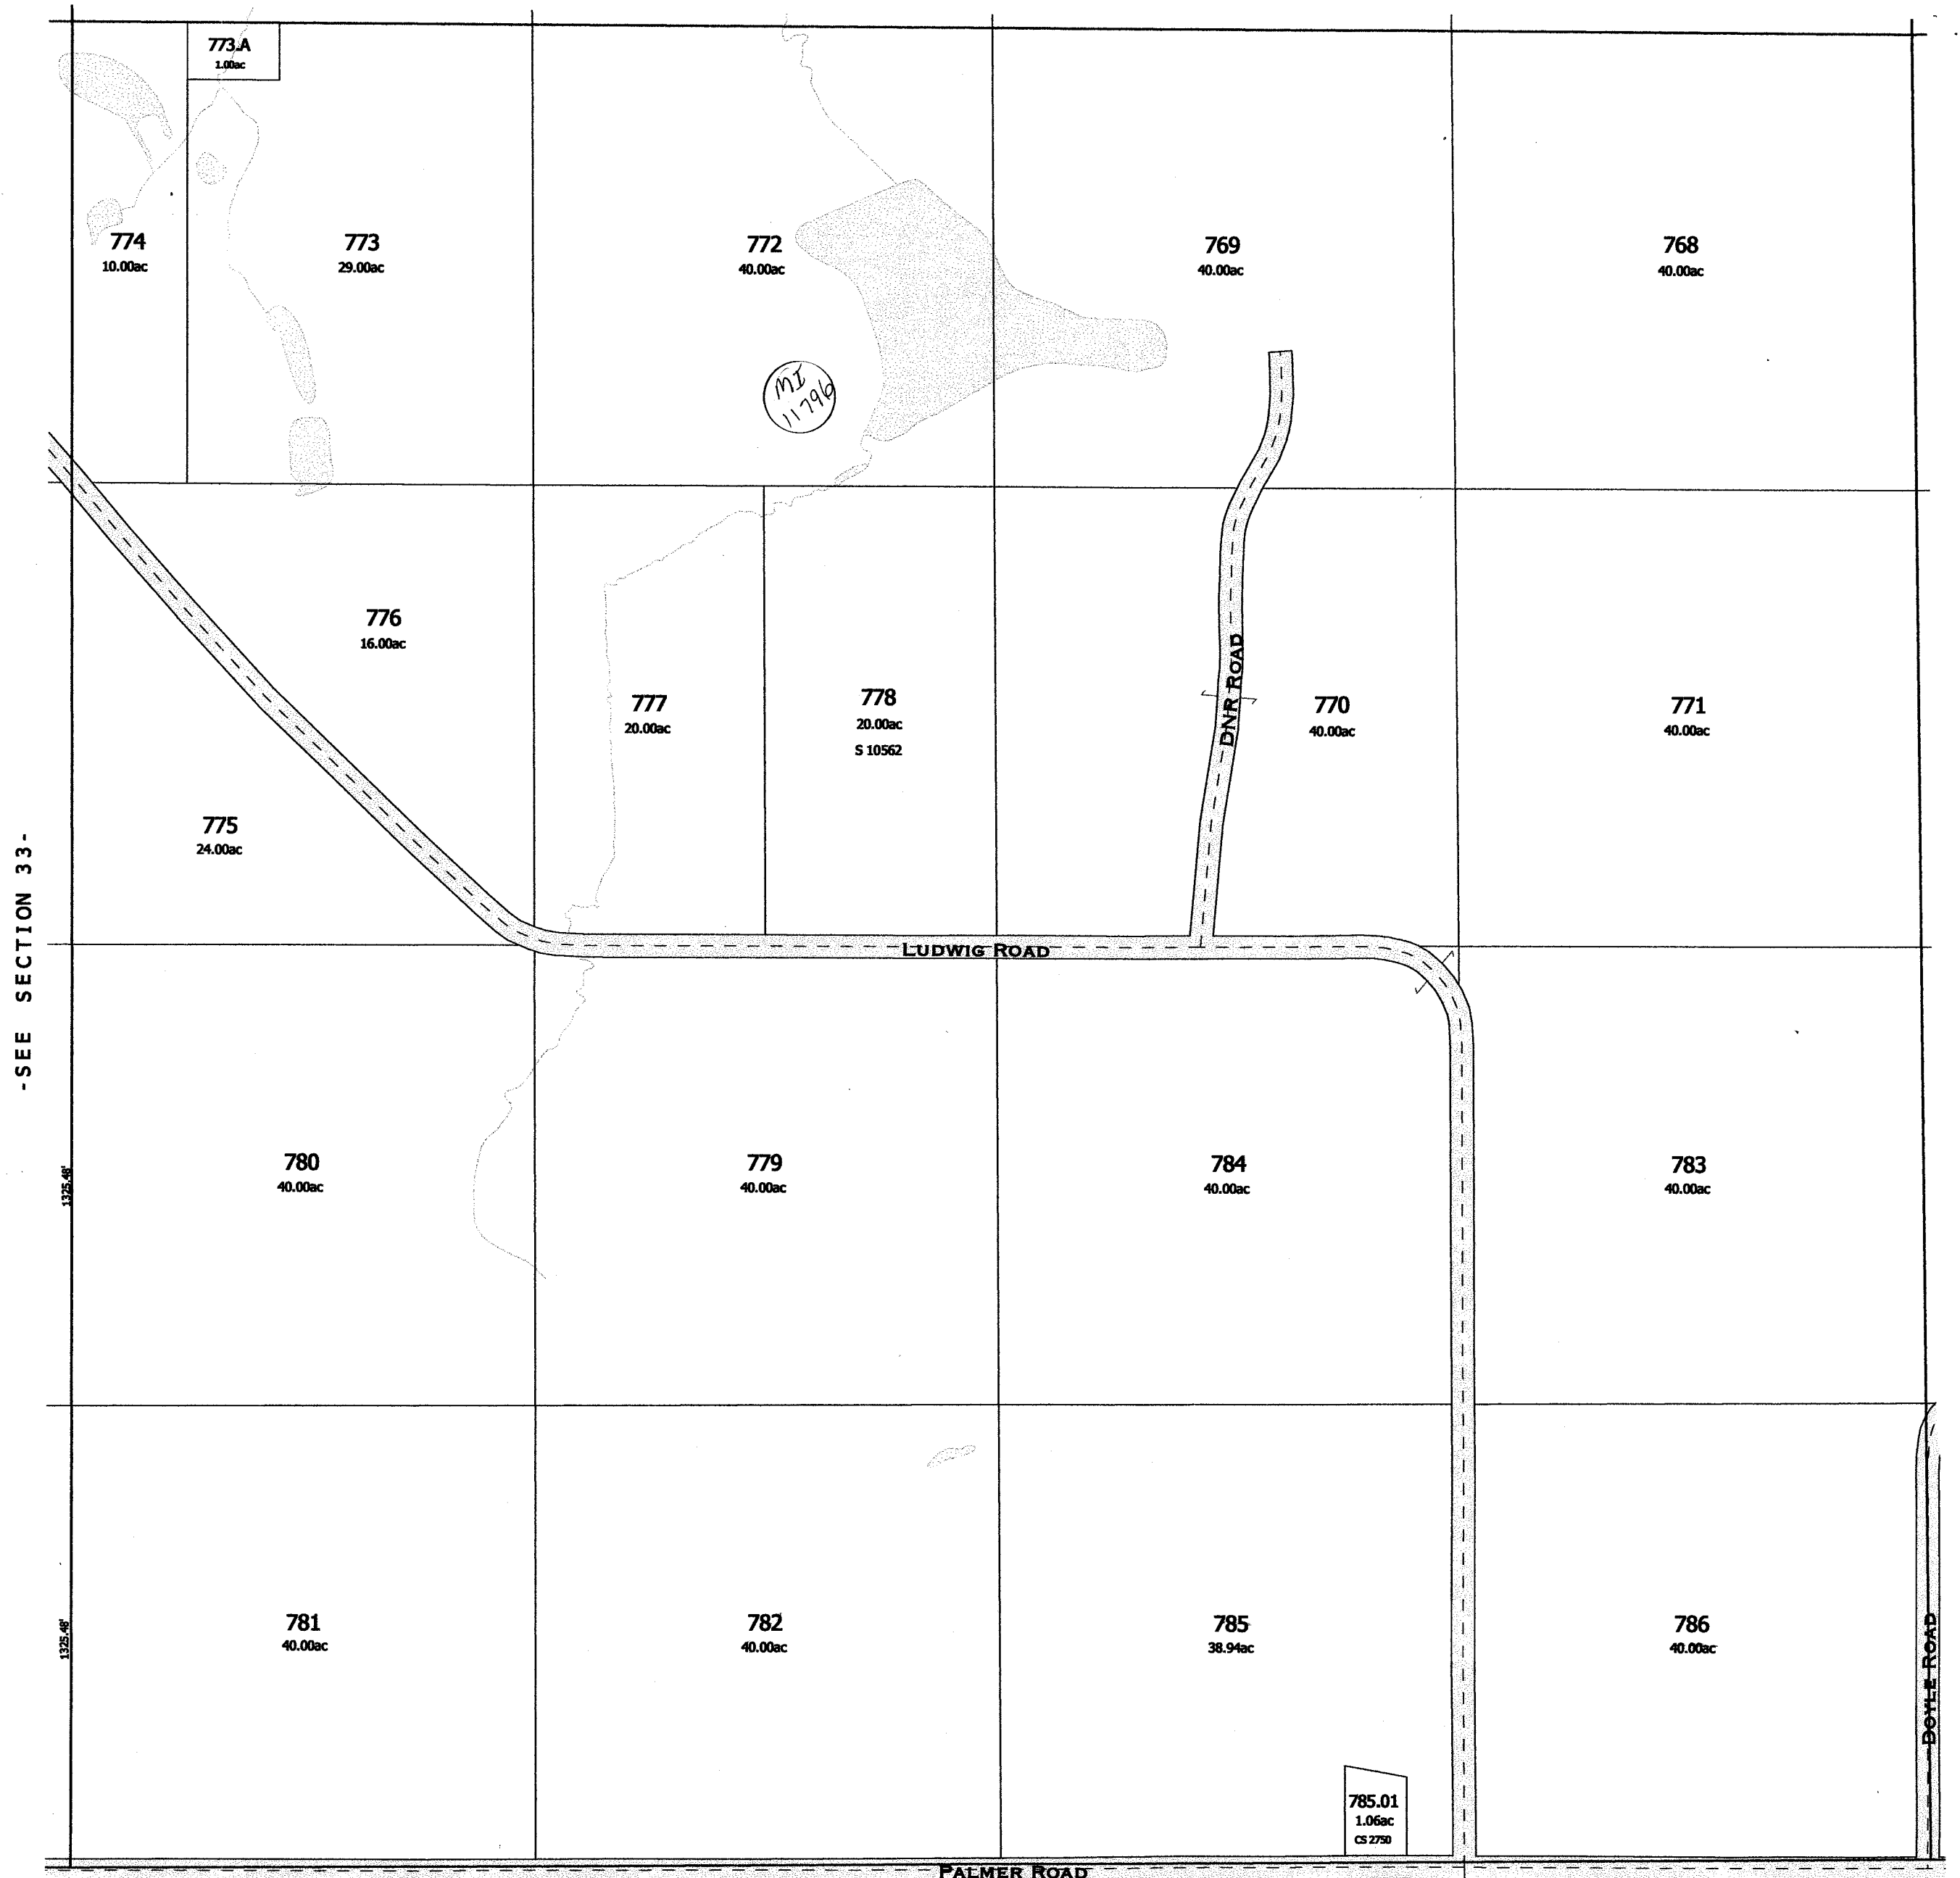 773.A
1.00ac
774
10.00ac
773
29.00ac
772
40.00ac
769
40.00ac
768
40.00ac
MI
11796
776
16.00ac
777
20.00ac
778
20.00ac
S 10562
DNR ROAD
770
40.00ac
771
40.00ac
775
24.00ac
-SEE SECTION 33-
LUDWIG ROAD
780
40.00ac
779
40.00ac
784
40.00ac
783
40.00ac
1325.48'
781
40.00ac
782
40.00ac
785
38.94ac
786
40.00ac
1325.48'
DOYLE ROAD
785.01
1.06ac
CS 2750
PALMER ROAD